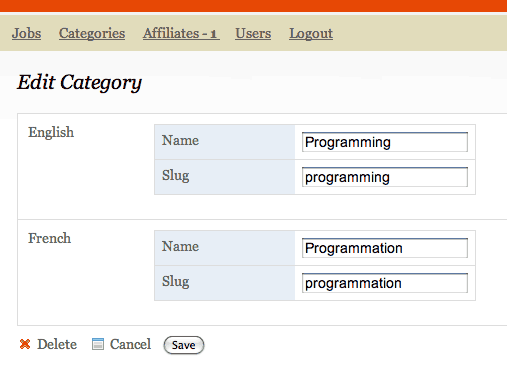 Jobs Categories Affiliates - 1 Users Logout
Edit Category
English
Name Programming
Slug programming
French
Name Programmation
Slug programmation
Delete Cancel Save